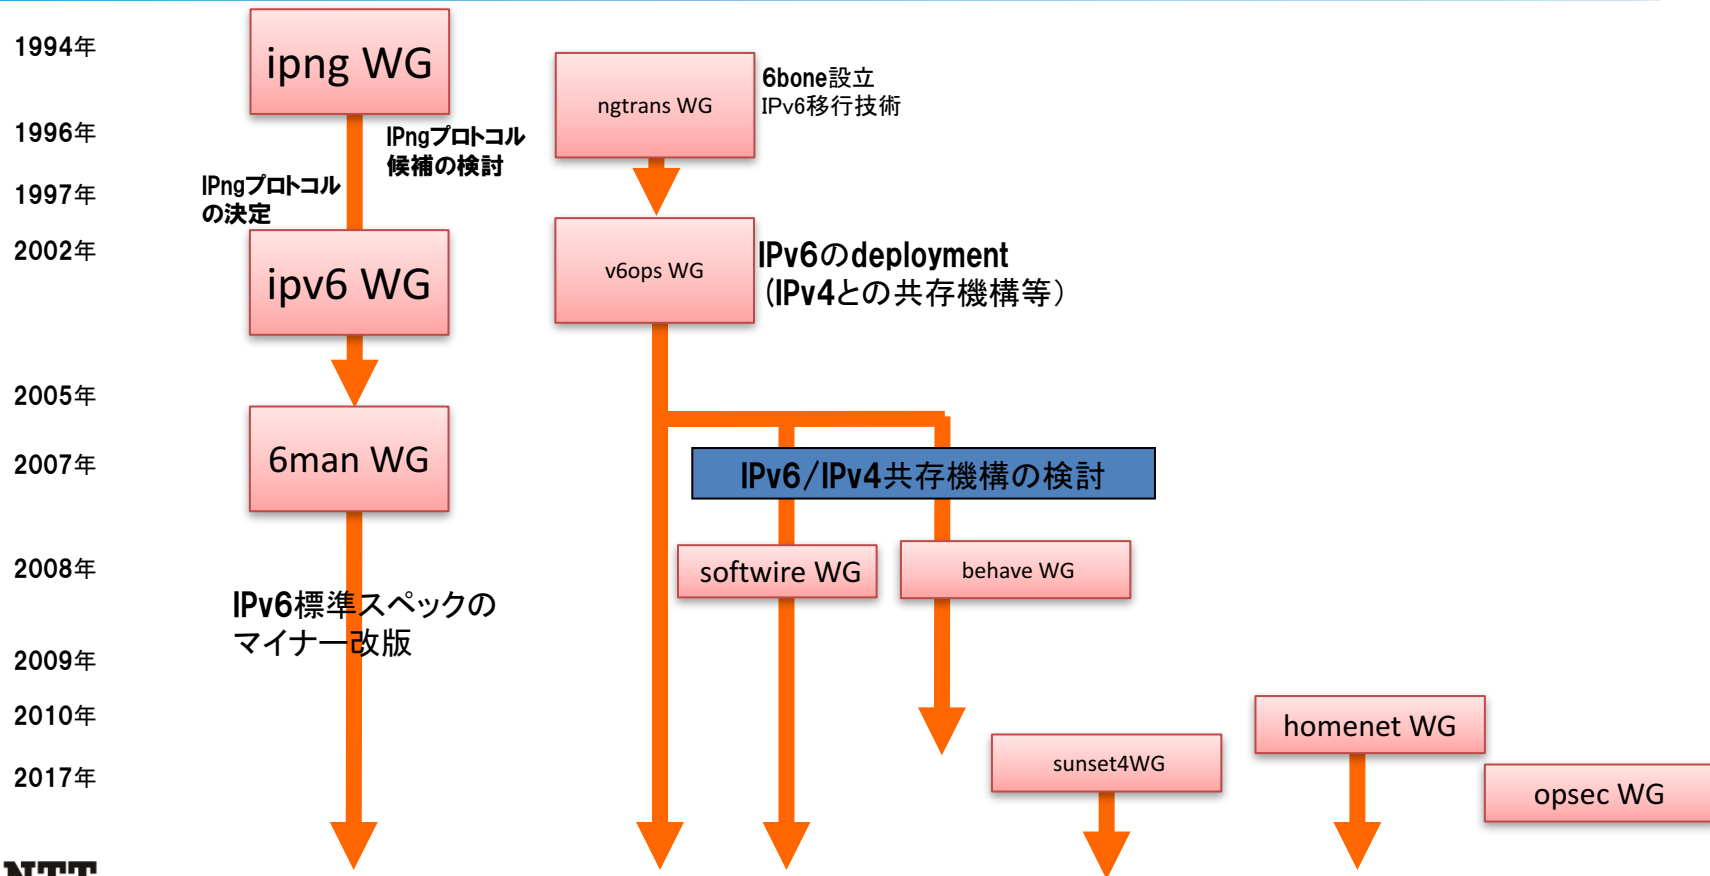 1994年
ipng WG
ngtrans WG
6bone設立
IPv6移行技術
1996年
IPngプロトコル
候補の検討
1997年
IPngプロトコル
の決定
2002年
ipv6 WG
v6ops WG
IPv6のdeployment
(IPv4との共存機構等）
2005年
6man WG
2007年
IPv6/IPv4共存機構の検討
2008年
softwire WG
behave WG
IPv6標準スペックの
マイナー改版
2009年
2010年
homenet WG
sunset4WG
2017年
opsec WG
NTT